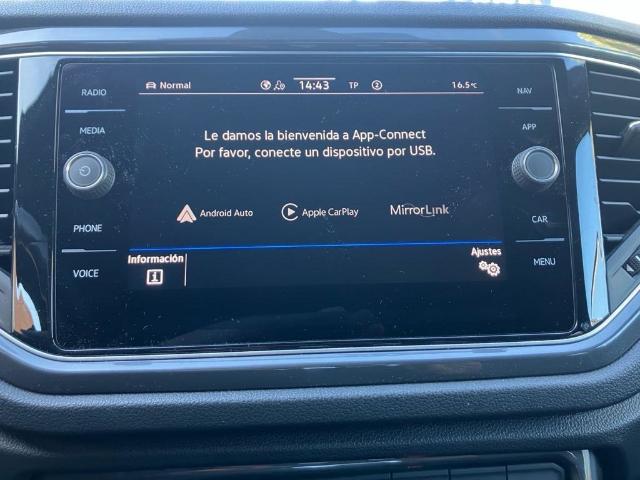 RADIO
MEDIA
PHONE
VOICE
Normal 14:43 TP 2 16.5°C
Le damos la bienvenida a App-Connect
Por favor, conecte un dispositivo por USB.
Android Auto Apple CarPlay MirrorLink
Información Ajustes
NAV
APP
CAR
MENU